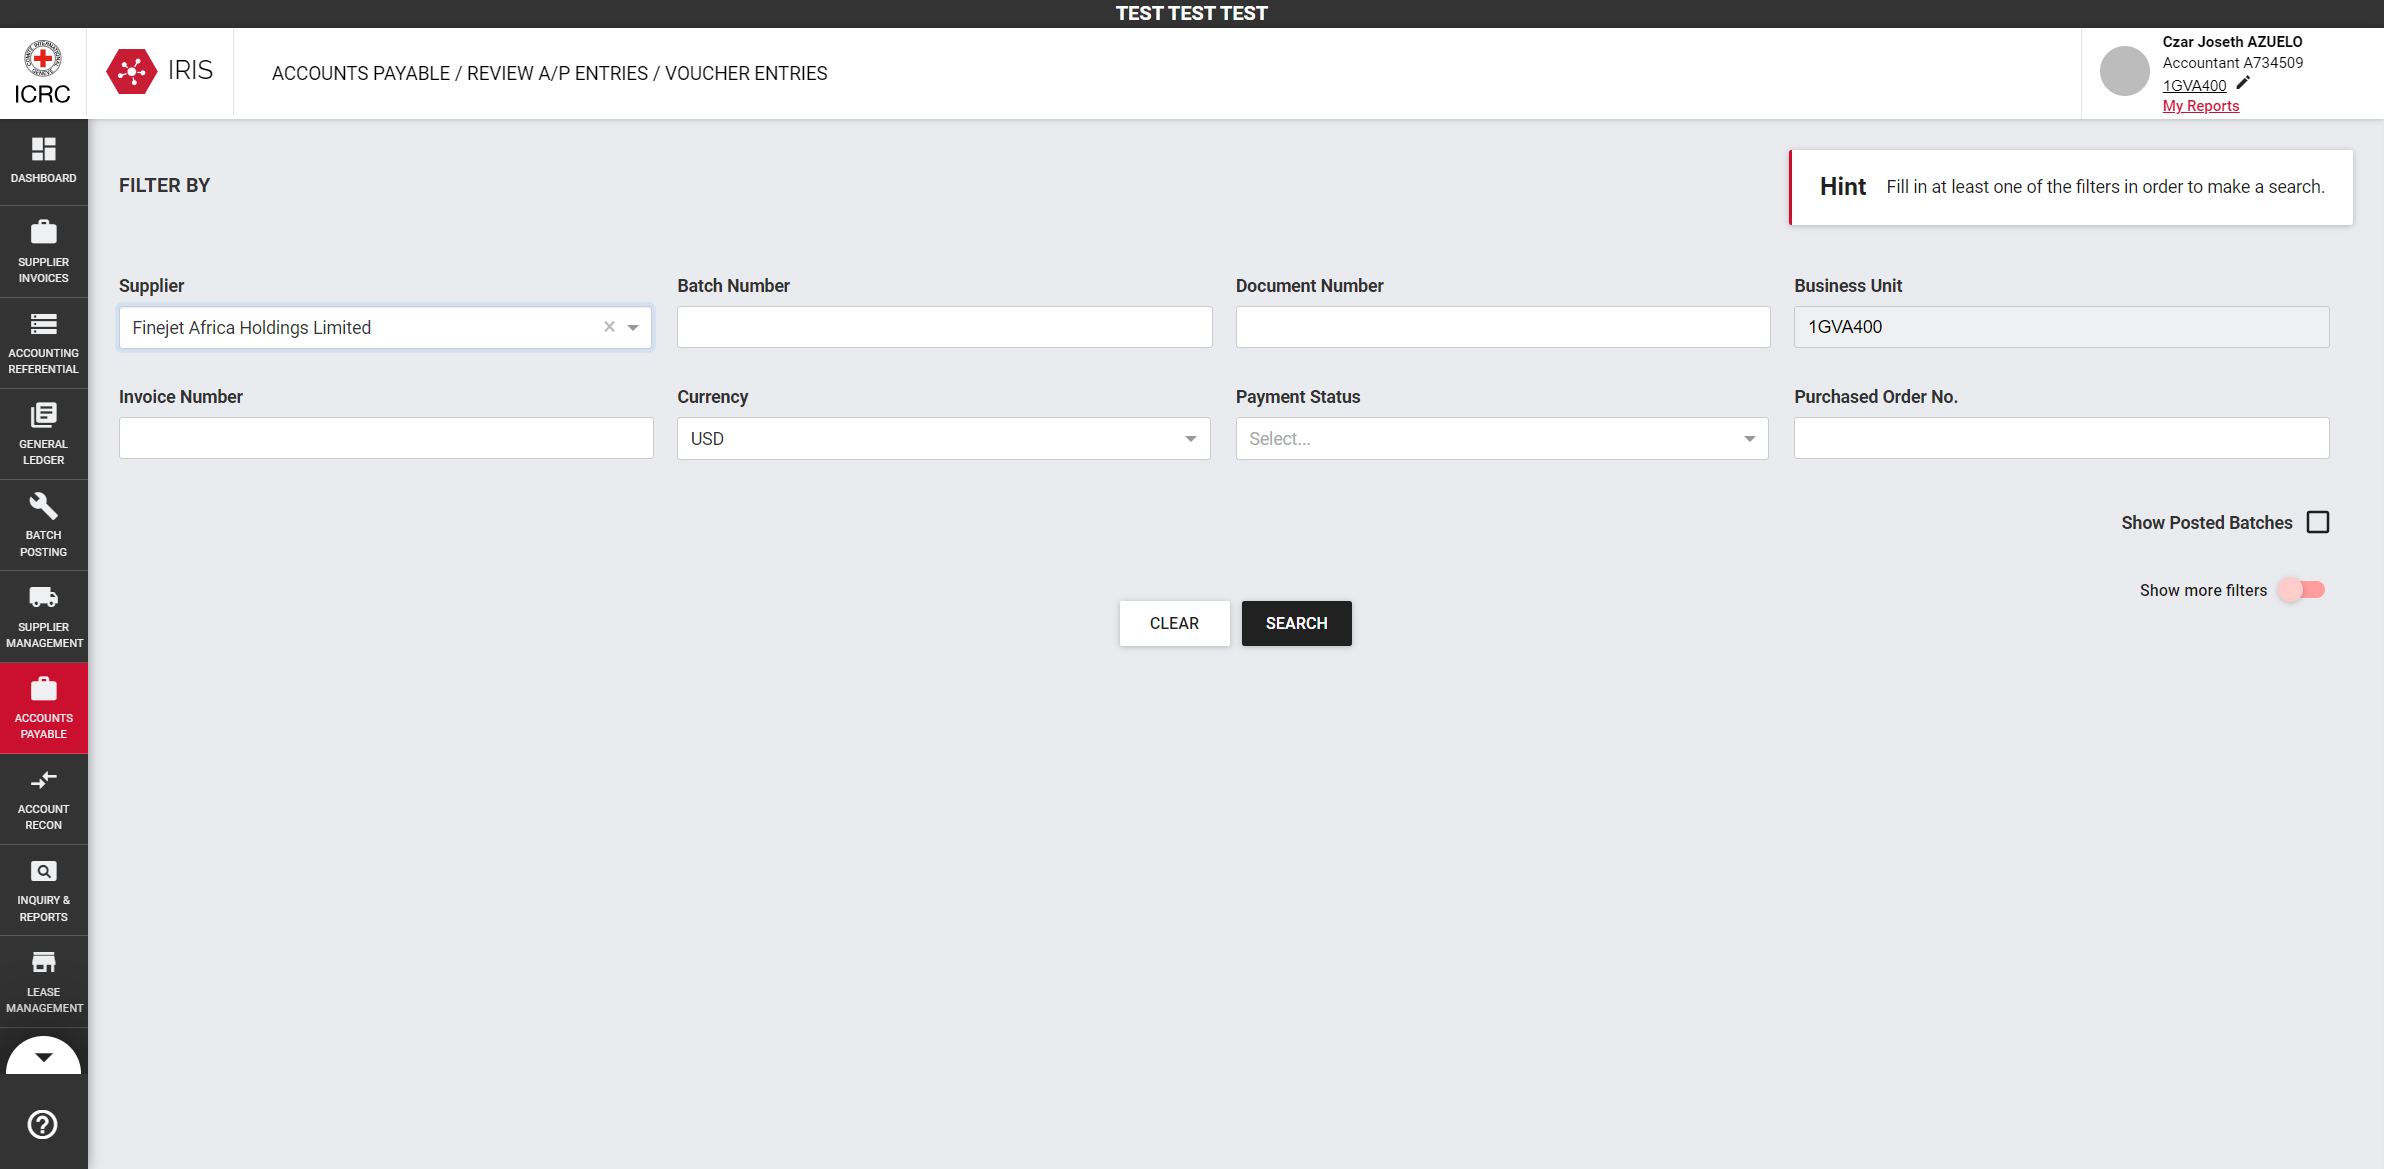 TEST TEST TEST
ICRC
IRIS
ACCOUNTS PAYABLE / REVIEW A/P ENTRIES / VOUCHER ENTRIES
Czar Joseth AZUELO
Accountant A734509
1GVA400
My Reports
DASHBOARD
SUPPLIER
INVOICES
ACCOUNTING
REFERENTIAL
GENERAL
LEDGER
BATCH
POSTING
SUPPLIER
MANAGEMENT
ACCOUNTS
PAYABLE
ACCOUNT
RECON
INQUIRY &
REPORTS
LEASE
MANAGEMENT
FILTER BY
Hint Fill in at least one of the filters in order to make a search.
Supplier Batch Number Document Number Business Unit
Finejet Africa Holdings Limited 1GVA400
Invoice Number Currency Payment Status Purchased Order No.
USD Select...
Show Posted Batches
Show more filters
CLEAR SEARCH